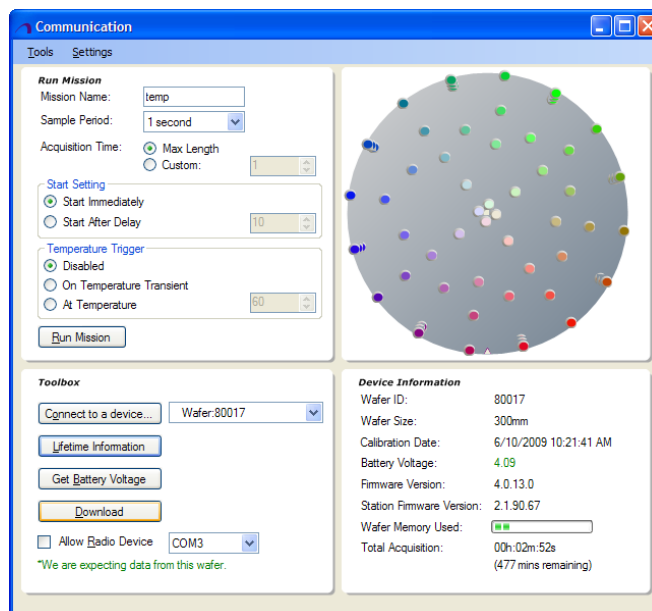 Communication
Tools Settings
Run Mission
Mission Name: temp
Sample Period: 1 second
Acquisition Time: Max Length
Custom: 1
Start Setting
Start Immediately
Start After Delay 10
Temperature Trigger
Disabled
On Temperature Transient
At Temperature 60
Run Mission
Toolbox
Connect to a device... Wafer:80017
Lifetime Information
Get Battery Voltage
Download
Allow Radio Device COM3
*We are expecting data from this wafer.
Device Information
Wafer ID: 80017
Wafer Size: 300mm
Calibration Date: 6/10/2009 10:21:41 AM
Battery Voltage: 4.09
Firmware Version: 4.0.13.0
Station Firmware Version: 2.1.90.67
Wafer Memory Used:
Total Acquisition: 00h:02m:52s
(477 mins remaining)